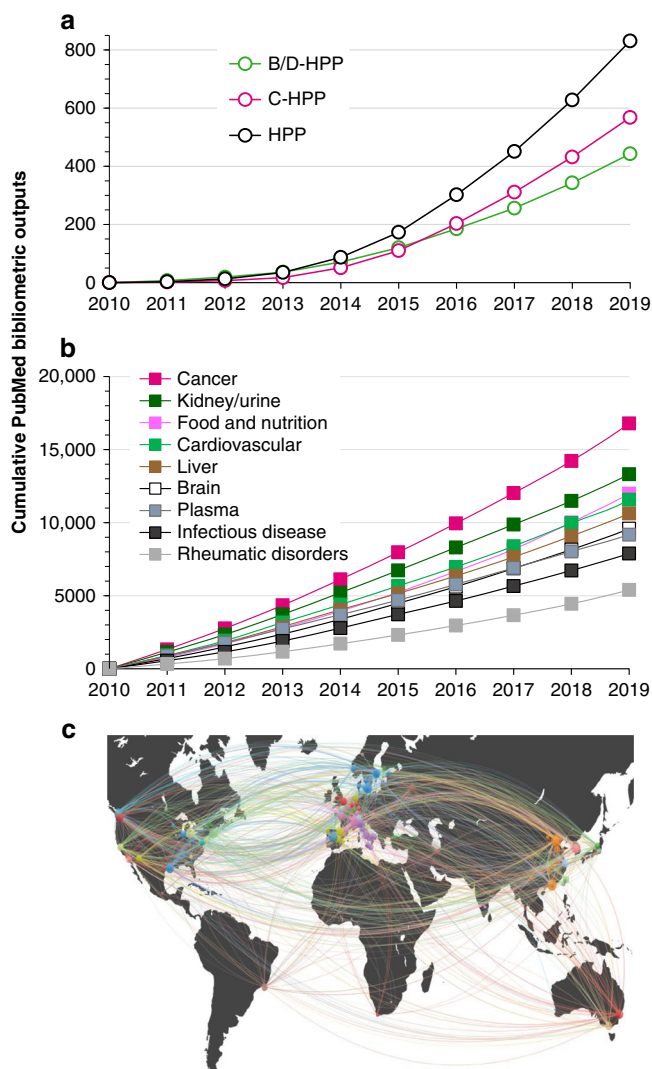 Cumulative PubMed bibliometric outputs
a
800
600
400
200
0
B/D-HPP
C-HPP
HPP
2010 2011 2012 2013 2014 2015 2016 2017 2018 2019
b
20,000
15,000
10,000
5000
0
Cancer
Kidney/urine
Food and nutrition
Cardiovascular
Liver
Brain
Plasma
Infectious disease
Rheumatic disorders
2010 2011 2012 2013 2014 2015 2016 2017 2018 2019
c